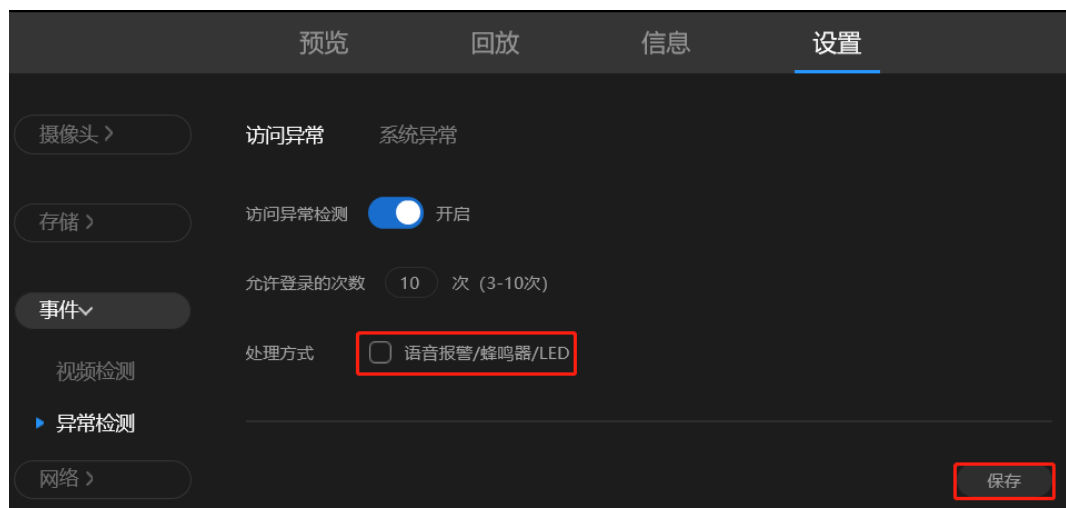 预览 回放 信息 设置
摄像头 >
访问异常 系统异常
存储 >
访问异常检测 开启
允许登录的次数 10 次 (3-10次)
事件
处理方式 语音报警/蜂鸣器/LED
视频检测
异常检测
网络 >
保存